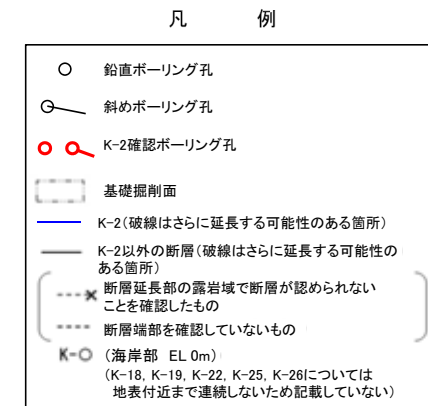 凡 例
鉛直ボーリング孔
斜めボーリング孔
K-2確認ボーリング孔
基礎掘削面
K-2(破線はさらに延長する可能性のある箇所)
K-2以外の断層(破線はさらに延長する可能性の
ある箇所)
断層延長部の露岩域で断層が認められない
ことを確認したもの
断層端部を確認していないもの
K-○ (海岸部 EL 0m)
(K-18, K-19, K-22, K-25, K-26については
地表付近まで連続しないため記載していない)